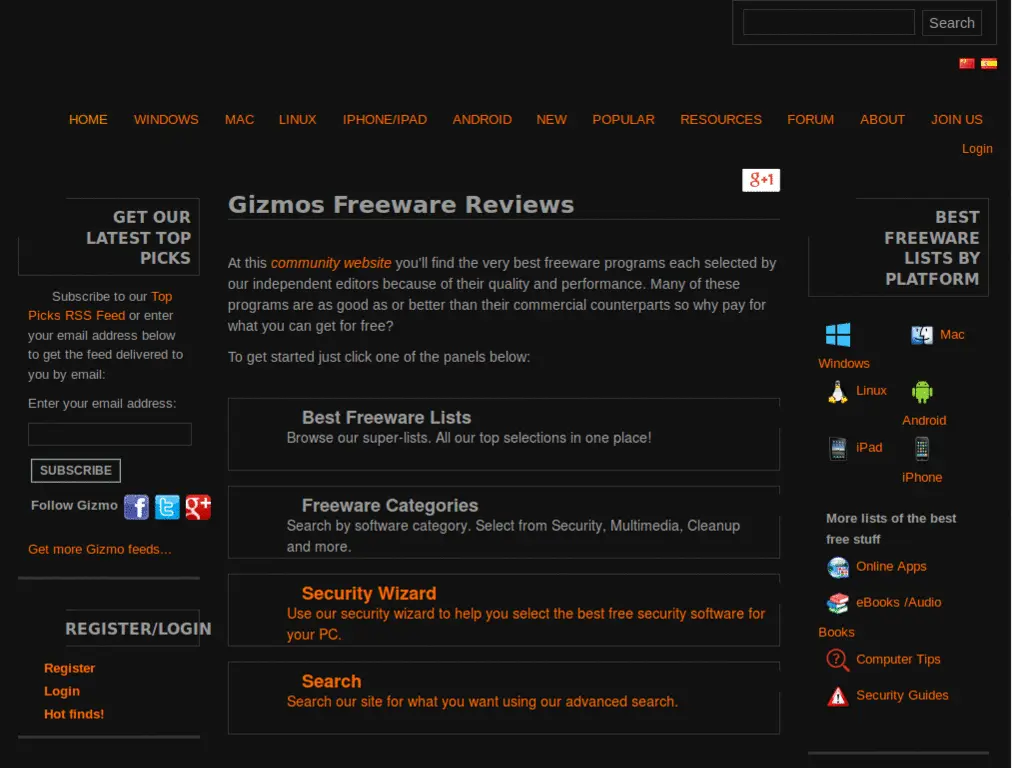 Search
HOME WINDOWS MAC LINUX IPHONE/IPAD ANDROID NEW POPULAR RESOURCES FORUM ABOUT JOIN US
Login
GET OUR
LATEST TOP
PICKS
Subscribe to our Top
Picks RSS Feed or enter
your email address below
to get the feed delivered to
you by email:
Enter your email address:
SUBSCRIBE
Follow Gizmo f t g+
Get more Gizmo feeds...
REGISTER/LOGIN
Register
Login
Hot finds!
g+1
Gizmos Freeware Reviews
At this community website you'll find the very best freeware programs each selected by
our independent editors because of their quality and performance. Many of these
programs are as good as or better than their commercial counterparts so why pay for
what you can get for free?
To get started just click one of the panels below:
Best Freeware Lists
Browse our super-lists. All our top selections in one place!
Freeware Categories
Search by software category. Select from Security, Multimedia, Cleanup
and more.
Security Wizard
Use our security wizard to help you select the best free security software for
your PC.
Search
Search our site for what you want using our advanced search.
BEST
FREEWARE
LISTS BY
PLATFORM
Mac
Windows
Linux
Android
iPad
iPhone
More lists of the best
free stuff
Online Apps
eBooks /Audio
Books
Computer Tips
Security Guides